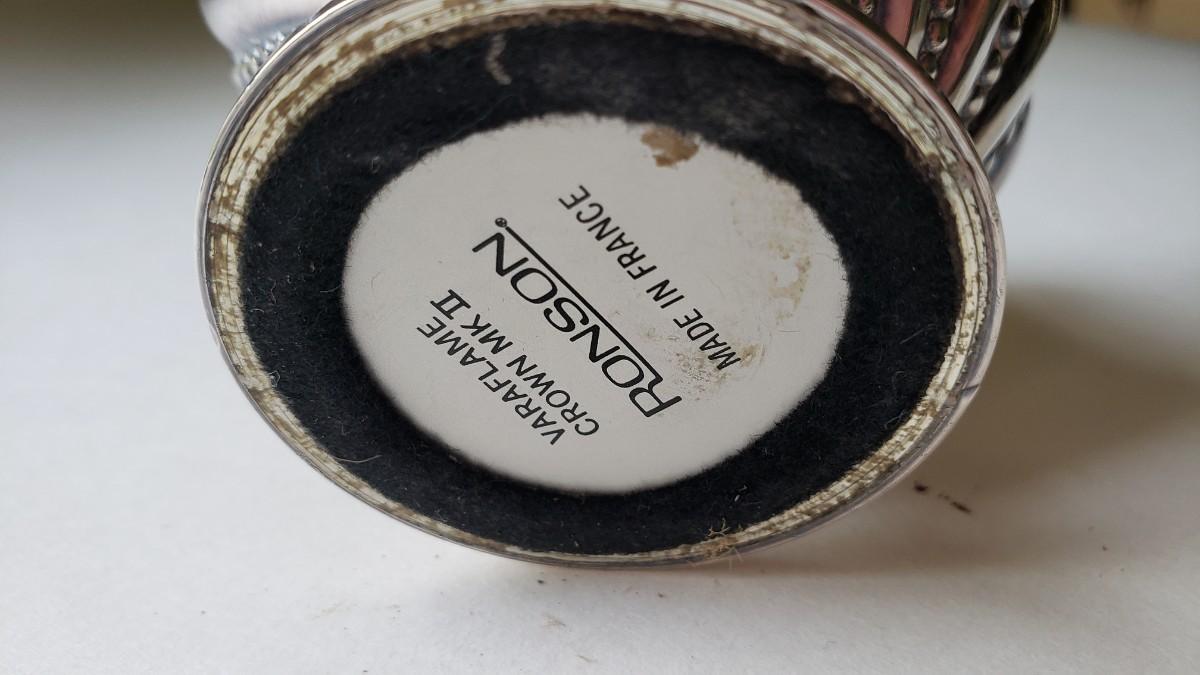 VARAFLAME
CROWN MK II
RONSON®
MADE IN FRANCE